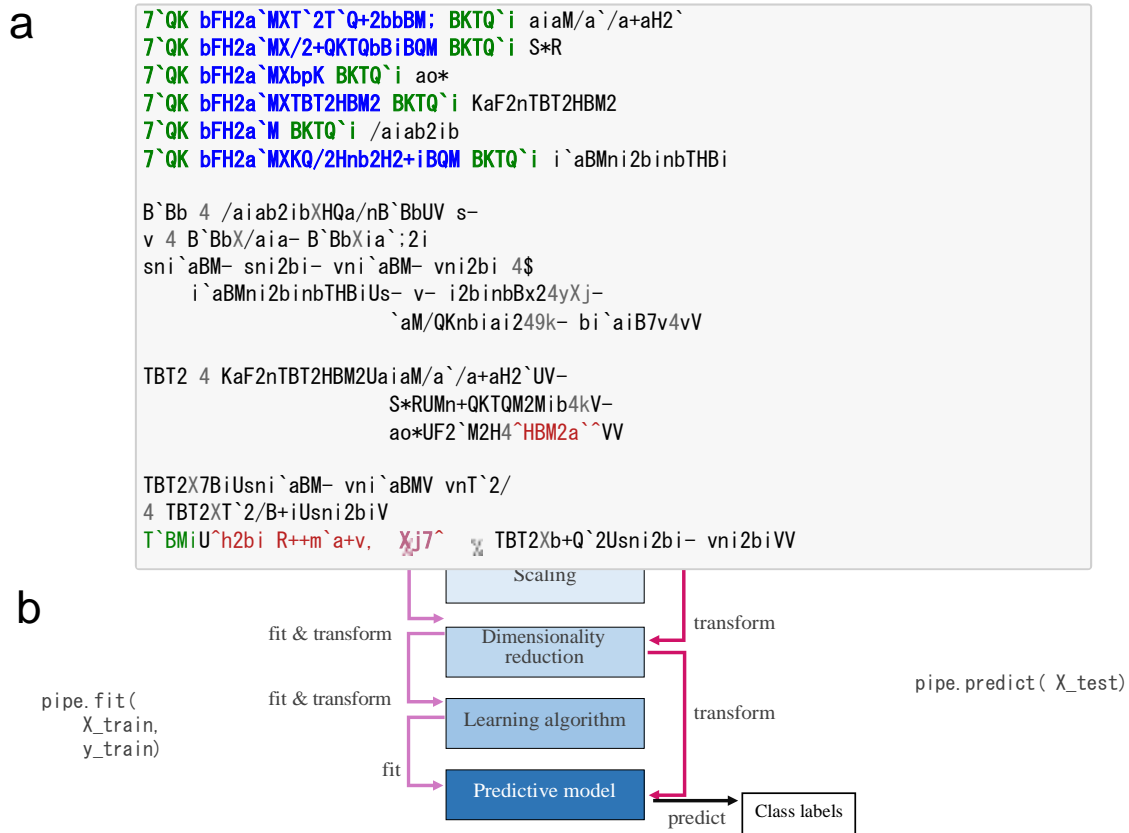 a
7`QK bFH2a`MXT`2T`Q+2bbBM; BKTQ`i aiaM/a`/a+aH2`
7`QK bFH2a`MX/2+QKTQbBiBQM BKTQ`i S*R
7`QK bFH2a`MXbpK BKTQ`i ao*
7`QK bFH2a`MXTBT2HBM2 BKTQ`i KaF2nTBT2HBM2
7`QK bFH2a`M BKTQ`i /aiab2ib
7`QK bFH2a`MXKQ/2Hnb2H2+iBQM BKTQ`i i`aBMni2binbTHBi
B`Bb 4 /aiab2ibXHQa/nB`BbUV s-
v 4 B`BbX/aia- B`BbXia`;2i
sni`aBM- sni2bi- vni`aBM- vni2bi 4$
i`aBMni2binbTHBiUs- v- i2binbBx24yXj-
`aM/QKnbiai249k- bi`aiB7v4vV
TBT2 4 KaF2nTBT2HBM2UaiaM/a`/a+aH2`UV-
S*RUMn+QKTQM2Mib4kV-
ao*UF2`M2H4^HBM2a`^VV
TBT2X7BiUsni`aBM- vni`aBMV vnT`2/
4 TBT2XT`2/B+iUsni2biV
T`BMiU^h2bi R++m`a+v, Xj7^ TBT2Xb+Q`2Usni2bi- vni2biVV
b
Scaling
fit & transform
Dimensionality
reduction
transform
pipe.fit(
X_train,
y_train)
fit & transform
Learning algorithm
transform
pipe.predict( X_test)
fit
Predictive model
predict
Class labels